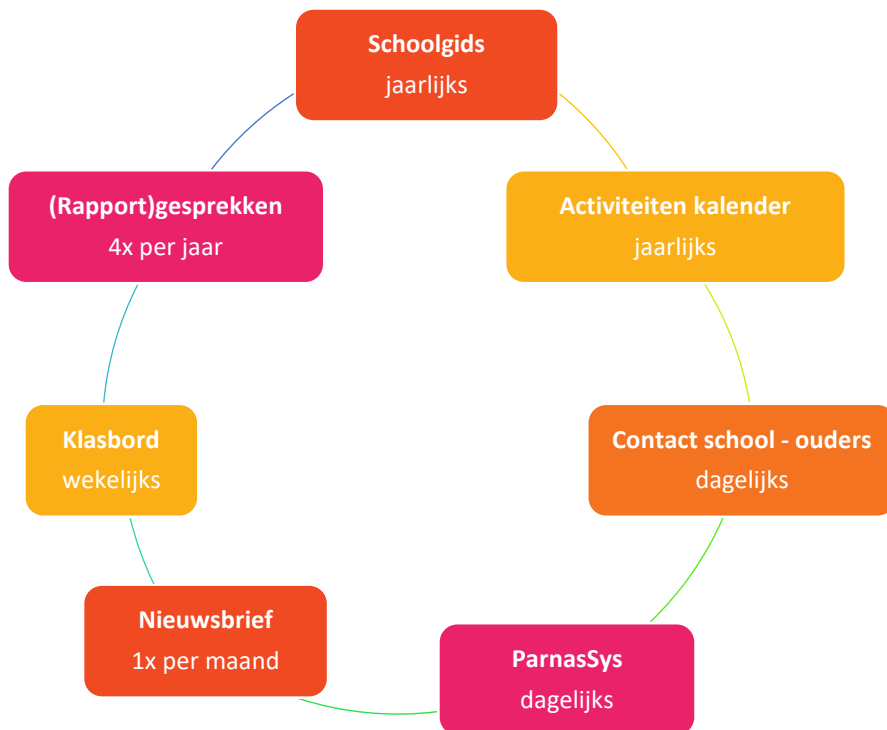 Schoolgids
jaarlijks
Activiteiten kalender
jaarlijks
Contact school - ouders
dagelijks
ParnasSys
dagelijks
Nieuwsbrief
1x per maand
Klasbord
wekelijks
(Rapport)gesprekken
4x per jaar